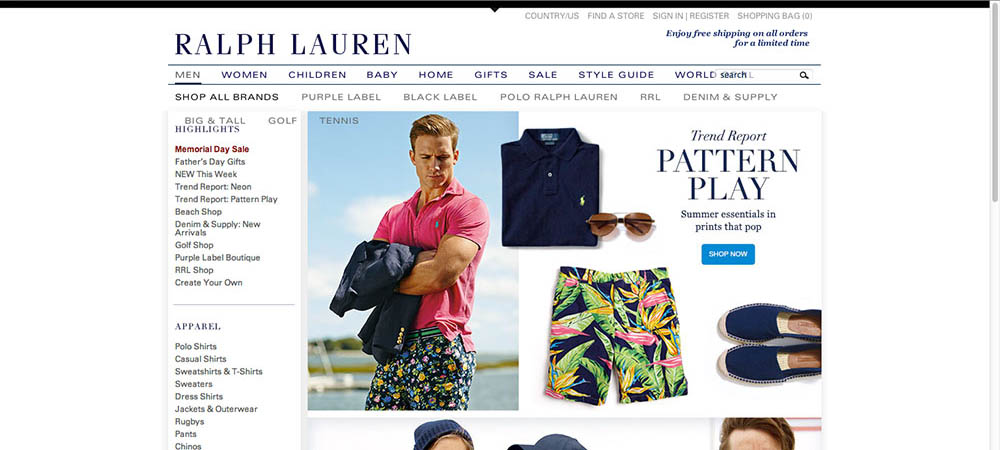 COUNTRY/US FIND A STORE SIGN IN | REGISTER SHOPPING BAG (0)
RALPH LAUREN
Enjoy free shipping on all orders
for a limited time
MEN WOMEN CHILDREN BABY HOME GIFTS SALE STYLE GUIDE WORLD search
SHOP ALL BRANDS PURPLE LABEL BLACK LABEL POLO RALPH LAUREN RRL DENIM & SUPPLY
BIG & TALL GOLF TENNIS
HIGHLIGHTS
Memorial Day Sale
Father's Day Gifts
NEW This Week
Trend Report: Neon
Trend Report: Pattern Play
Beach Shop
Denim & Supply: New
Arrivals
Golf Shop
Purple Label Boutique
RRL Shop
Create Your Own
APPAREL
Polo Shirts
Casual Shirts
Sweatshirts & T-Shirts
Sweaters
Dress Shirts
Jackets & Outerwear
Rugbys
Pants
Chinos
Trend Report
PATTERN
PLAY
Summer essentials in
prints that pop
SHOP NOW